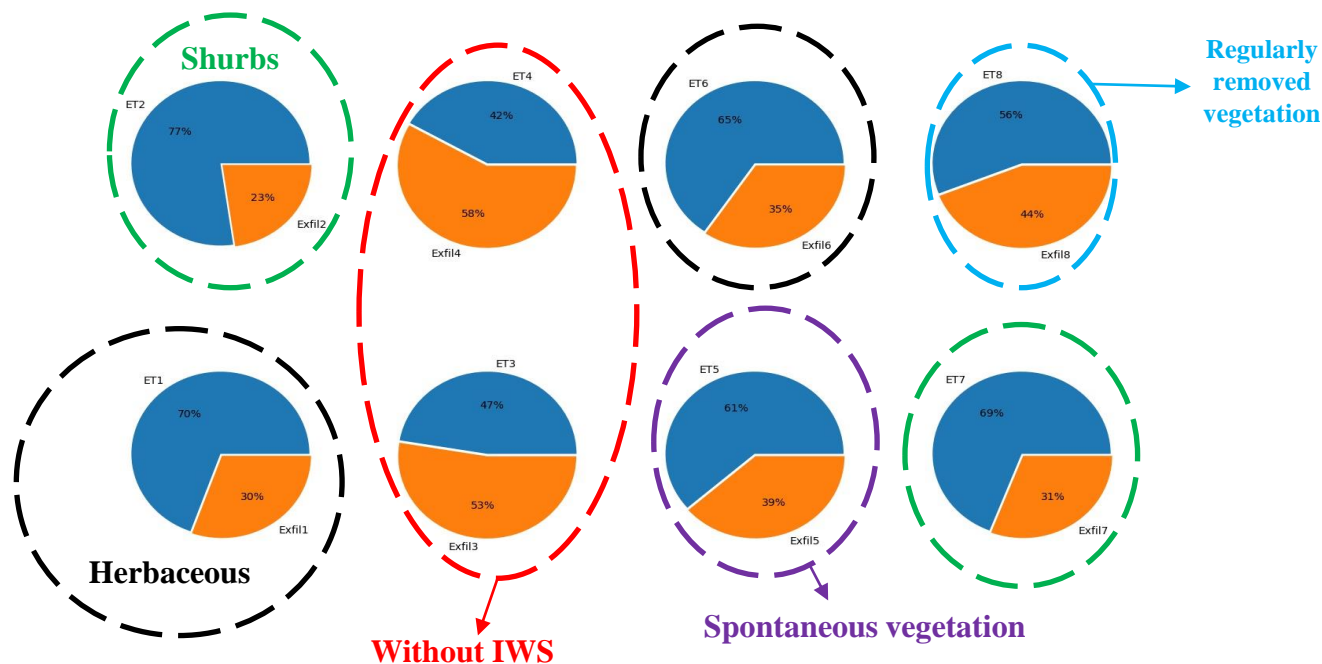 Shurbs
ET2
77%
23%
Exfil2
ET4
42%
58%
Exfil4
ET6
65%
35%
Exfil6
ET8
56%
44%
Exfil8
Regularly
removed
vegetation
ET1
70%
30%
Exfil1
Herbaceous
ET3
47%
53%
Exfil3
Without IWS
ET5
61%
39%
Exfil5
Spontaneous vegetation
ET7
69%
31%
Exfil7